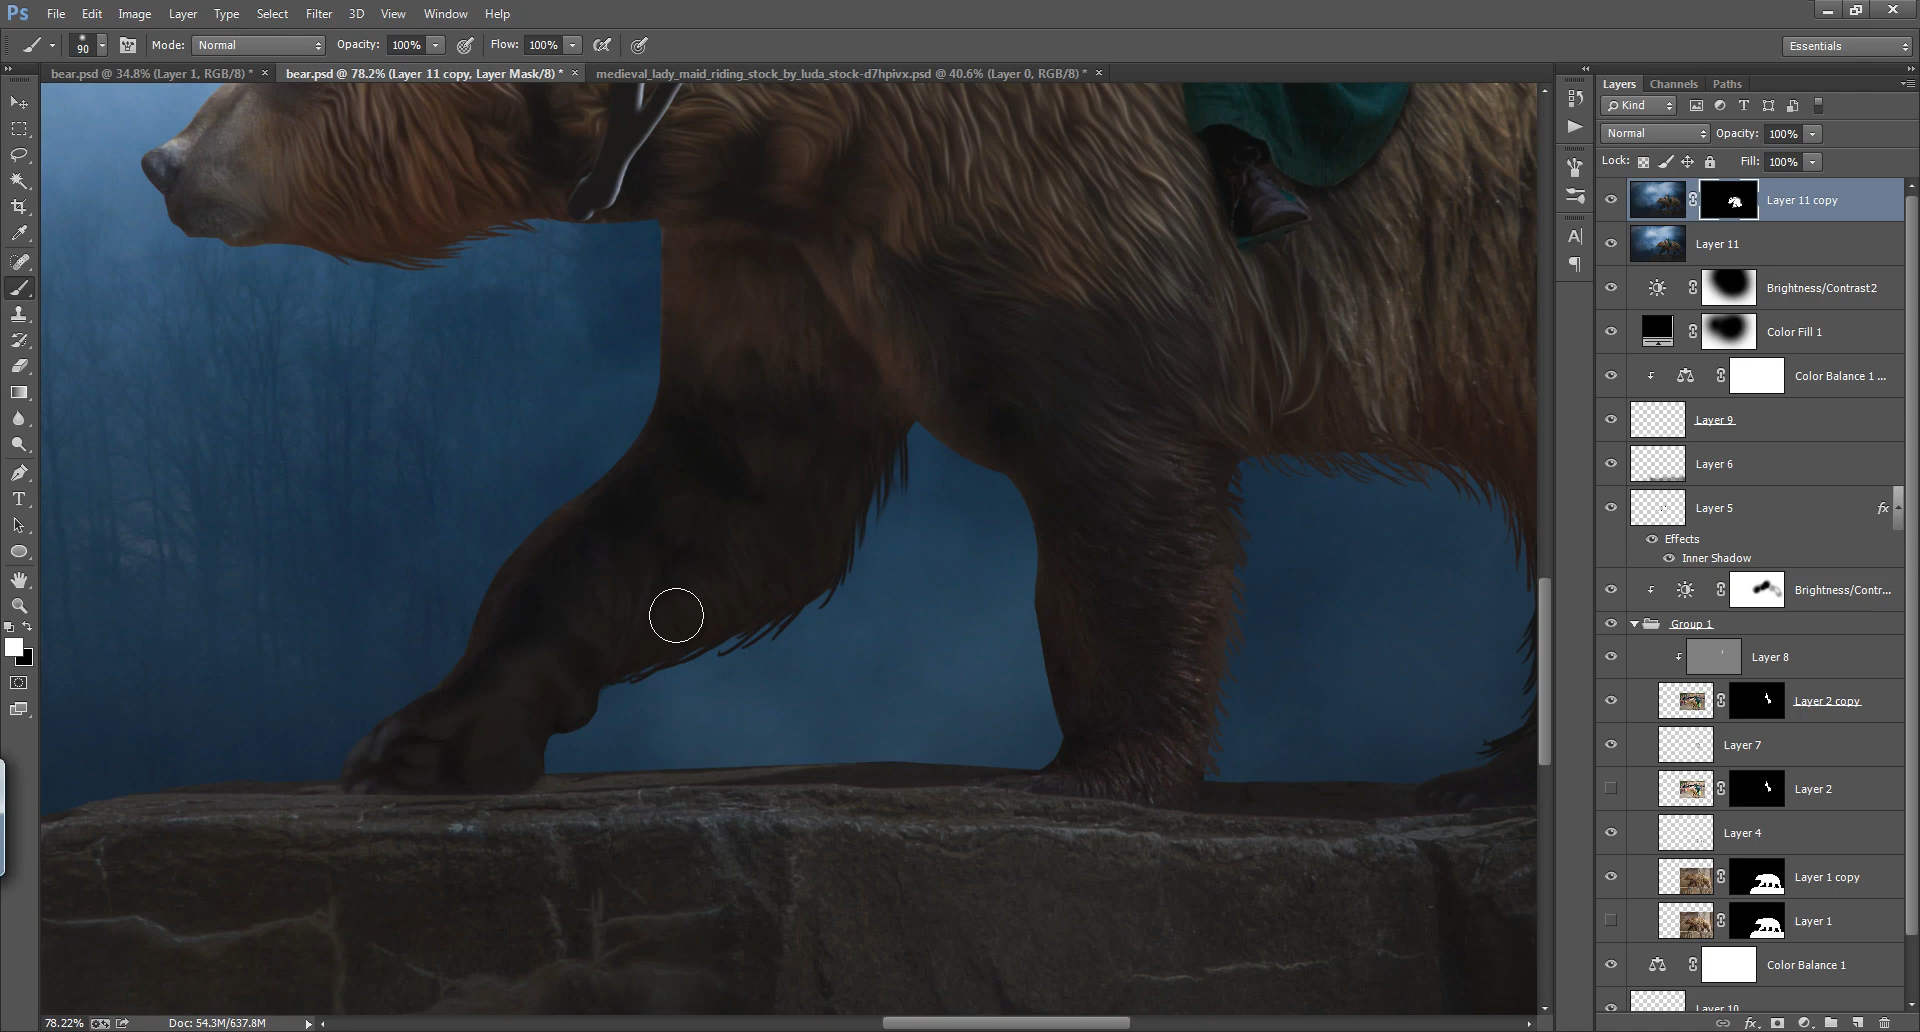 Ps File Edit Image Layer Type Select Filter 3D View Window Help
90 Mode: Normal Opacity: 100% Flow: 100% Essentials
bear.psd @ 34.8% (Layer 1, RGB/8) * × bear.psd @ 78.2% (Layer 11 copy, Layer Mask/8) * × medieval_lady_maid_riding_stock_by_luda_stock-d7hpivx.psd @ 40.6% (Layer 0, RGB/8) * ×
Layers Channels Paths
Kind
Normal Opacity: 100%
Lock: Fill: 100%
Layer 11 copy
Layer 11
Brightness/Contrast2
Color Fill 1
Color Balance 1 ...
Layer 9
Layer 6
Layer 5 fx
Effects
Inner Shadow
Brightness/Contr...
Group 1
Layer 8
Layer 2 copy
Layer 7
Layer 2
Layer 4
Layer 1 copy
Layer 1
Color Balance 1
Layer 10
78.22% Doc: 54.3M/637.8M fx